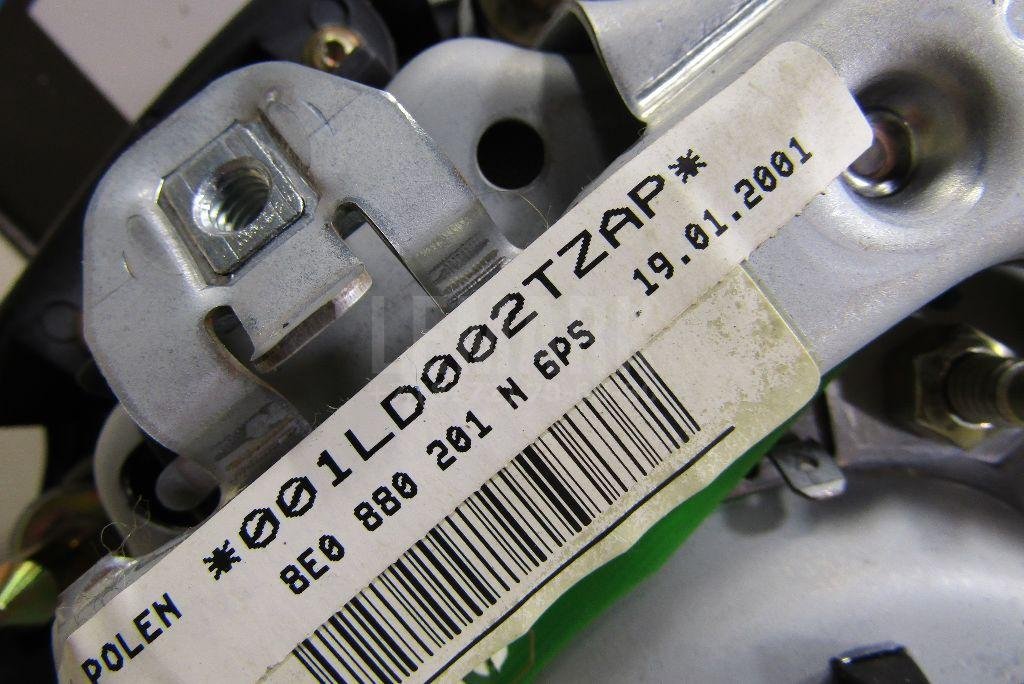 *001LD002TZAP*
8E0 880 201 N 6PS 19.01.2001
POLEN